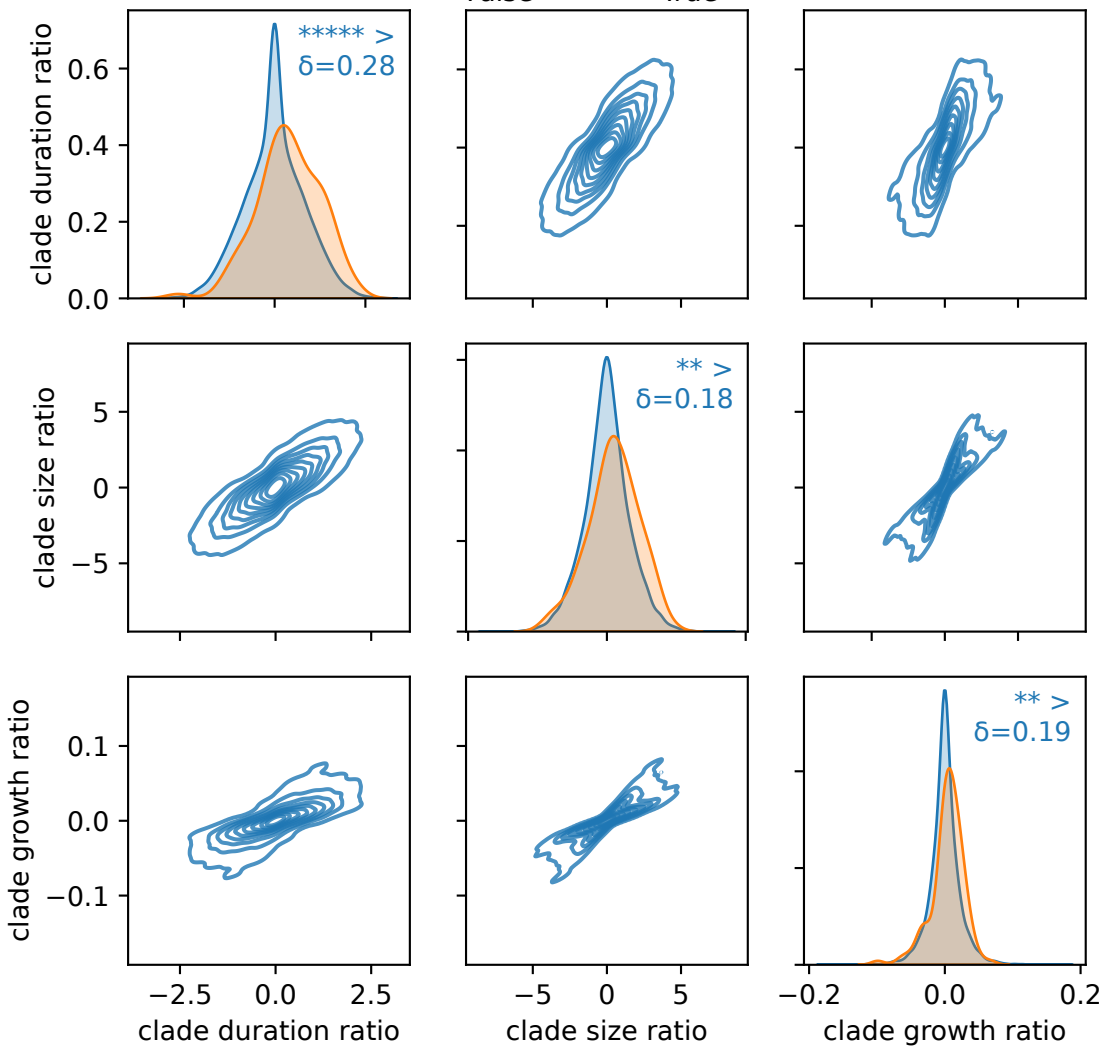 clade duration ratio
0.6
0.4
0.2
0.0
***** >
δ=0.28
clade size ratio
5
0
−5
** >
δ=0.18
clade growth ratio
0.1
0.0
−0.1
** >
δ=0.19
−2.5 0.0 2.5
−5 0 5
−0.2 0.0 0.2
clade duration ratio
clade size ratio
clade growth ratio